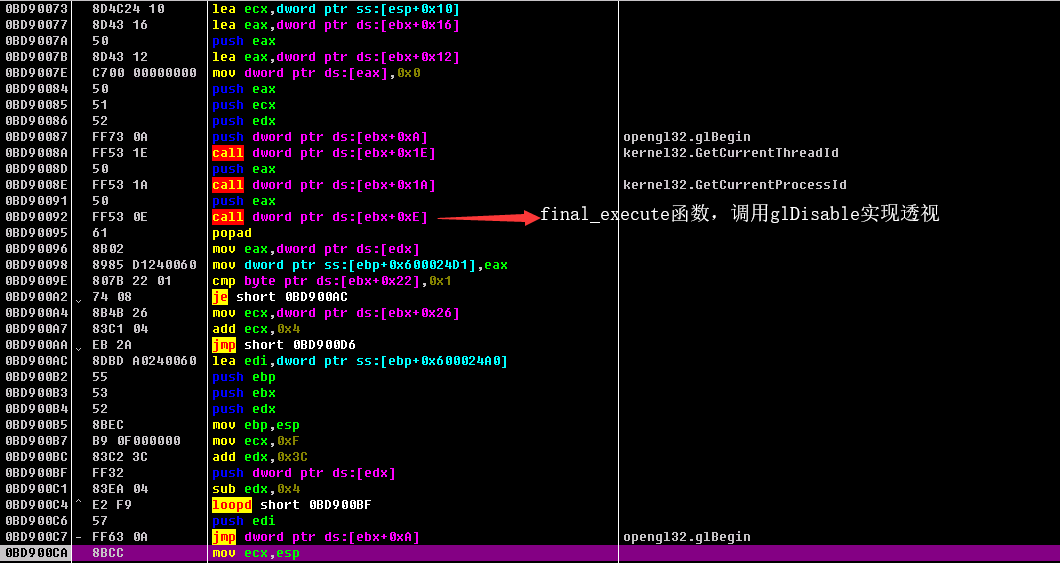 0BD90073 8D4C24 10 lea ecx,dword ptr ss:[esp+0x10]
0BD90077 8D43 16 lea eax,dword ptr ds:[ebx+0x16]
0BD9007A 50 push eax
0BD9007B 8D43 12 lea eax,dword ptr ds:[ebx+0x12]
0BD9007E C700 00000000 mov dword ptr ds:[eax],0x0
0BD90084 50 push eax
0BD90085 51 push ecx
0BD90086 52 push edx
0BD90087 FF73 0A push dword ptr ds:[ebx+0xA] opengl32.glBegin
0BD9008A FF53 1E call dword ptr ds:[ebx+0x1E] kernel32.GetCurrentThreadId
0BD9008D 50 push eax
0BD9008E FF53 1A call dword ptr ds:[ebx+0x1A] kernel32.GetCurrentProcessId
0BD90091 50 push eax
0BD90092 FF53 0E call dword ptr ds:[ebx+0xE] final_execute函数，调用glDisable实现透视
0BD90095 61 popad
0BD90096 8B02 mov eax,dword ptr ds:[edx]
0BD90098 8985 D1240060 mov dword ptr ss:[ebp+0x600024D1],eax
0BD9009E 807B 22 01 cmp byte ptr ds:[ebx+0x22],0x1
0BD900A2 74 08 je short 0BD900AC
0BD900A4 8B4B 26 mov ecx,dword ptr ds:[ebx+0x26]
0BD900A7 83C1 04 add ecx,0x4
0BD900AA EB 2A jmp short 0BD900D6
0BD900AC 8DBD A0240060 lea edi,dword ptr ss:[ebp+0x600024A0]
0BD900B2 55 push ebp
0BD900B3 53 push ebx
0BD900B4 52 push edx
0BD900B5 8BEC mov ebp,esp
0BD900B7 B9 0F000000 mov ecx,0xF
0BD900BC 83C2 3C add edx,0x3C
0BD900BF FF32 push dword ptr ds:[edx]
0BD900C1 83EA 04 sub edx,0x4
0BD900C4 ^ E2 F9 loopd short 0BD900BF
0BD900C6 57 push edi
0BD900C7 - FF63 0A jmp dword ptr ds:[ebx+0xA] opengl32.glBegin
0BD900CA 8BCC mov ecx,esp